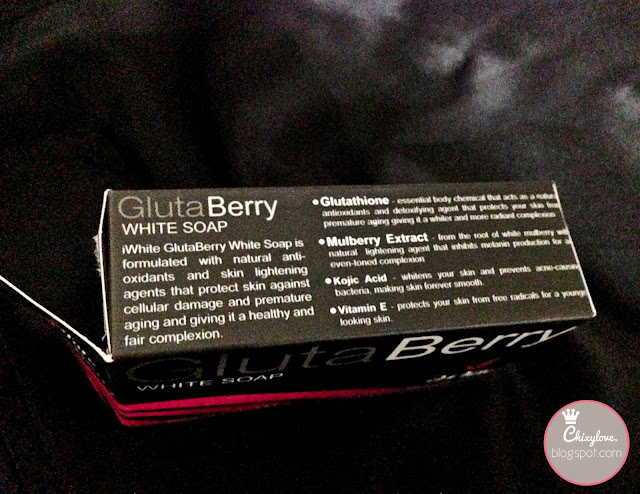 GlutaBerry
WHITE SOAP
iWhite GlutaBerry White Soap is
formulated with natural anti-
oxidants and skin lightening
agents that protect skin against
cellular damage and premature
aging and giving it a healthy and
fair complexion.
•Glutathione - essential body chemical that acts as a natura
antioxidants and detoxifying agent that protects your skin from
premature aging giving it a whiter and more radiant complexion
•Mulberry Extract - from the root of white mulberry
natural lightening agent that inhibits melanin production for a
even-toned complexion
•Kojic Acid - whitens your skin and prevents acne-causing
bacteria, making skin forever smooth.
•Vitamin E - protects your skin from free radicals for a younge
looking skin.
GlutaBerry
WHITE SOAP
Chixylove.
blogspot.com